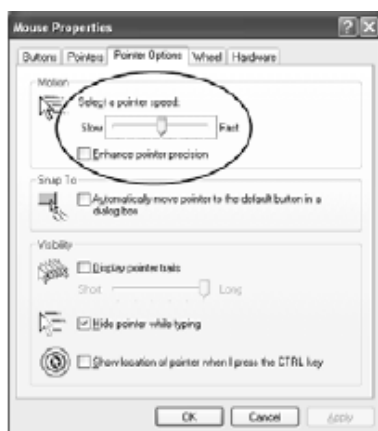 Mouse Properties
Buttons Pointers Pointer Options Wheel Hardware
Motion
Select a pointer speed:
Slow Fast
Enhance pointer precision
Snap To
Automatically move pointer to the default button in a
dialog box
Visibility
Display pointer trails
Short Long
Hide pointer while typing
Show location of pointer when I press the CTRL key
OK Cancel Apply